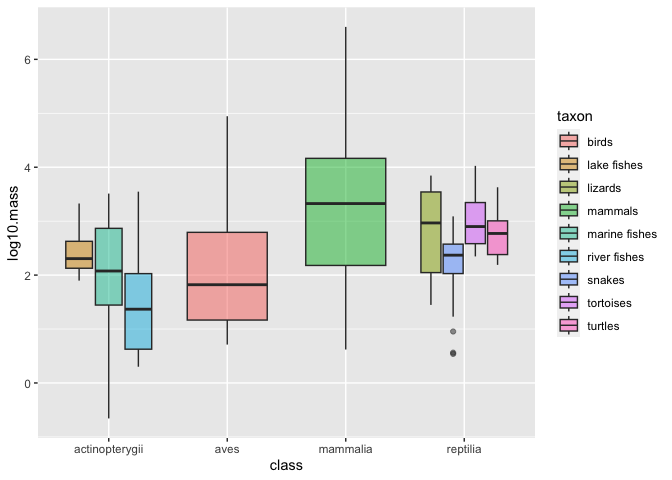 log10.mass
6
4
2
0
actinopterygii
aves
mammalia
reptilia
class
taxon
birds
lake fishes
lizards
mammals
marine fishes
river fishes
snakes
tortoises
turtles